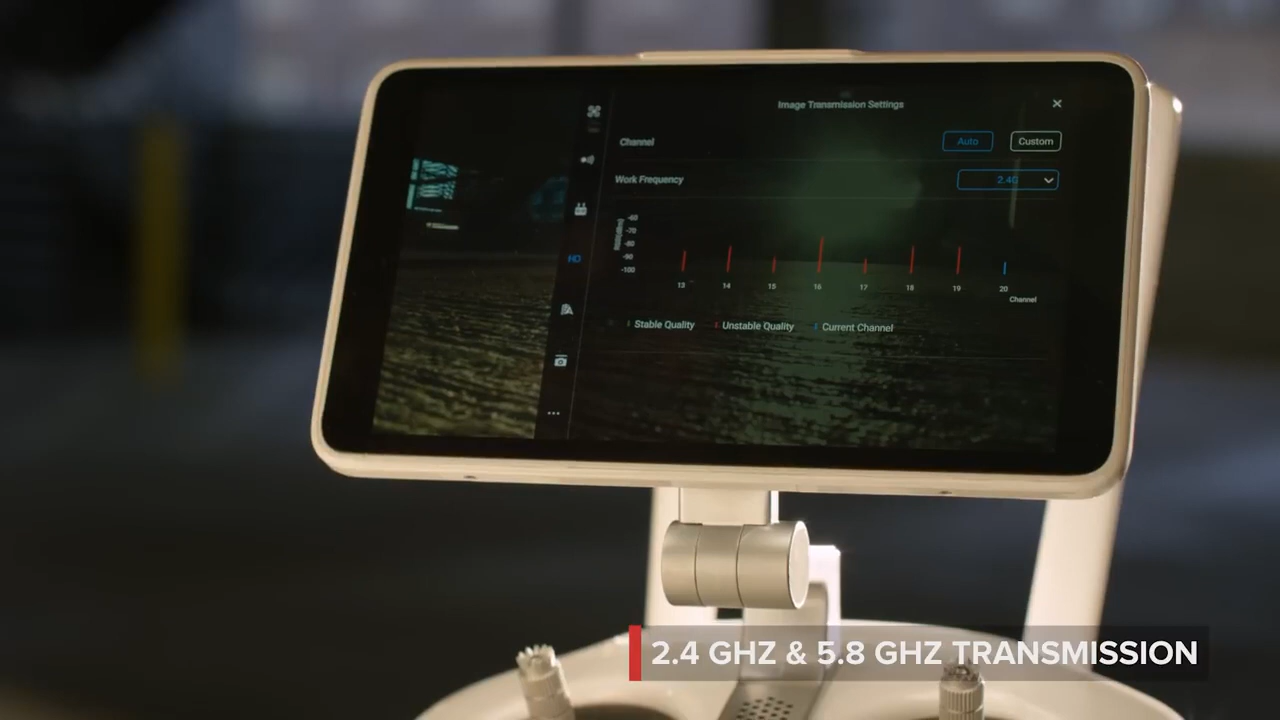 Image Transmission Settings
Channel
Auto
Custom
Work Frequency
2.4G
-60
-70
-80
-90
-100
13 14 15 16 17 18 19 20
Channel
Stable Quality Unstable Quality Current Channel
HD
2.4 GHZ & 5.8 GHZ TRANSMISSION